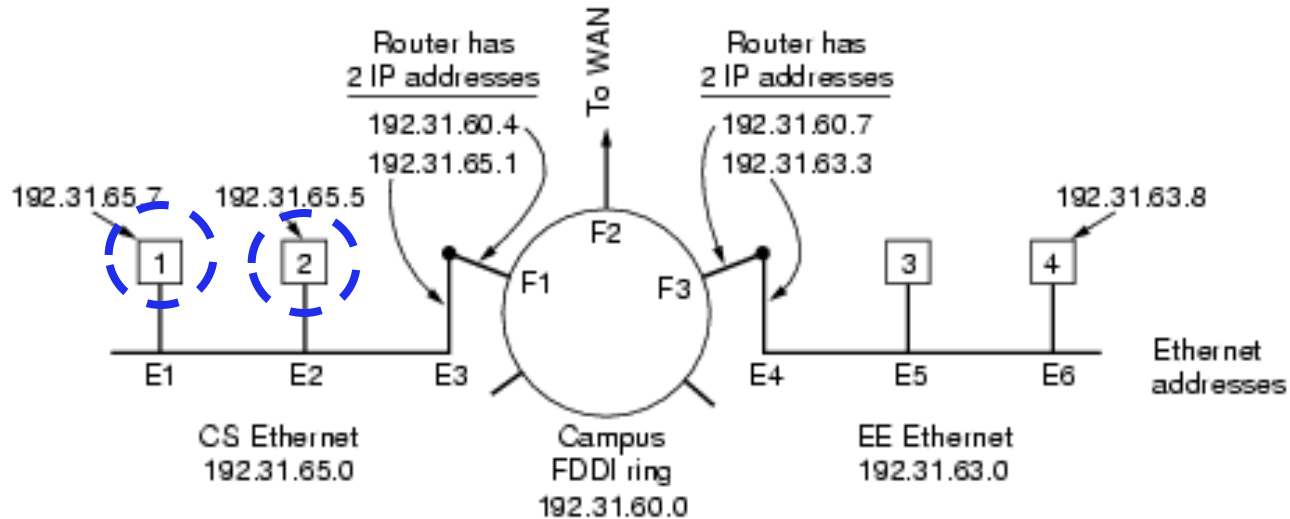 To WAN
Router has
2 IP addresses
192.31.60.4
192.31.65.1
Router has
2 IP addresses
192.31.60.7
192.31.63.3
192.31.65.7
192.31.65.5
192.31.63.8
1
2
F1
F2
F3
3
4
E1
E2
E3
E4
E5
E6
Ethernet
addresses
CS Ethernet
192.31.65.0
Campus
FDDI ring
192.31.60.0
EE Ethernet
192.31.63.0